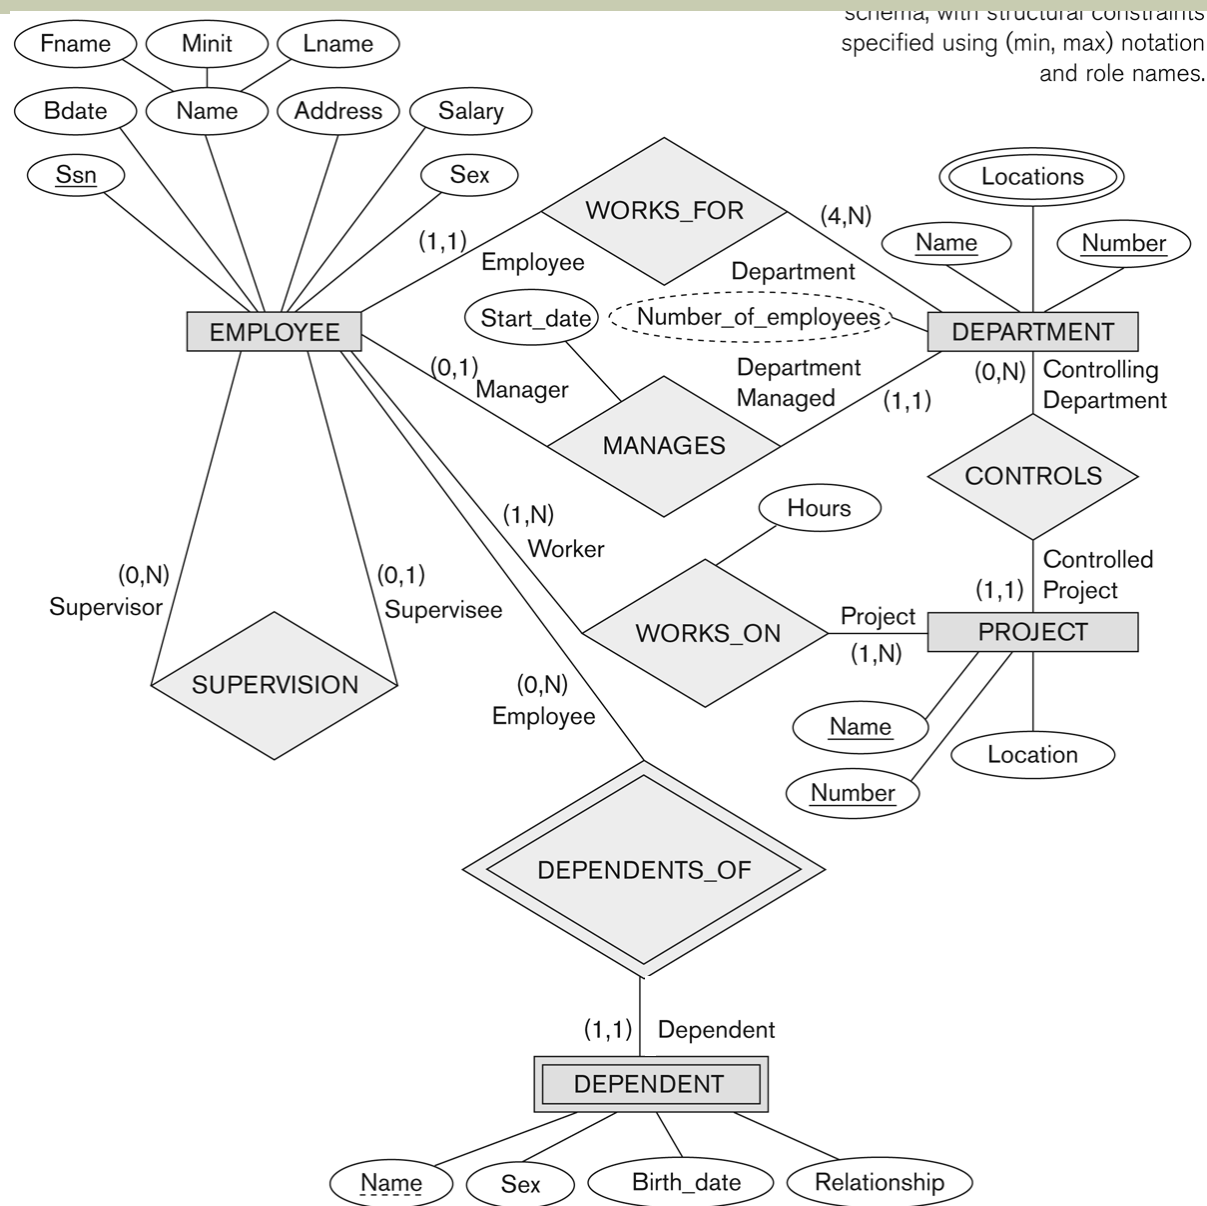 schema, with structural constraints
specified using (min, max) notation
and role names.
Fname
Minit
Lname
Bdate
Name
Address
Salary
Ssn
Sex
WORKS_FOR
(4,N)
Locations
Name
Number
(1,1)
Employee
Department
Start_date
Number_of_employees
EMPLOYEE
DEPARTMENT
(0,1)
Manager
Department
Managed
(1,1)
(0,N)
Controlling
Department
MANAGES
CONTROLS
Hours
(1,N)
Worker
(0,N)
Supervisor
(0,1)
Supervisee
Controlled
Project
(1,1)
WORKS_ON
Project
(1,N)
PROJECT
SUPERVISION
(0,N)
Employee
Name
Location
Number
DEPENDENTS_OF
(1,1)
Dependent
DEPENDENT
Name
Sex
Birth_date
Relationship